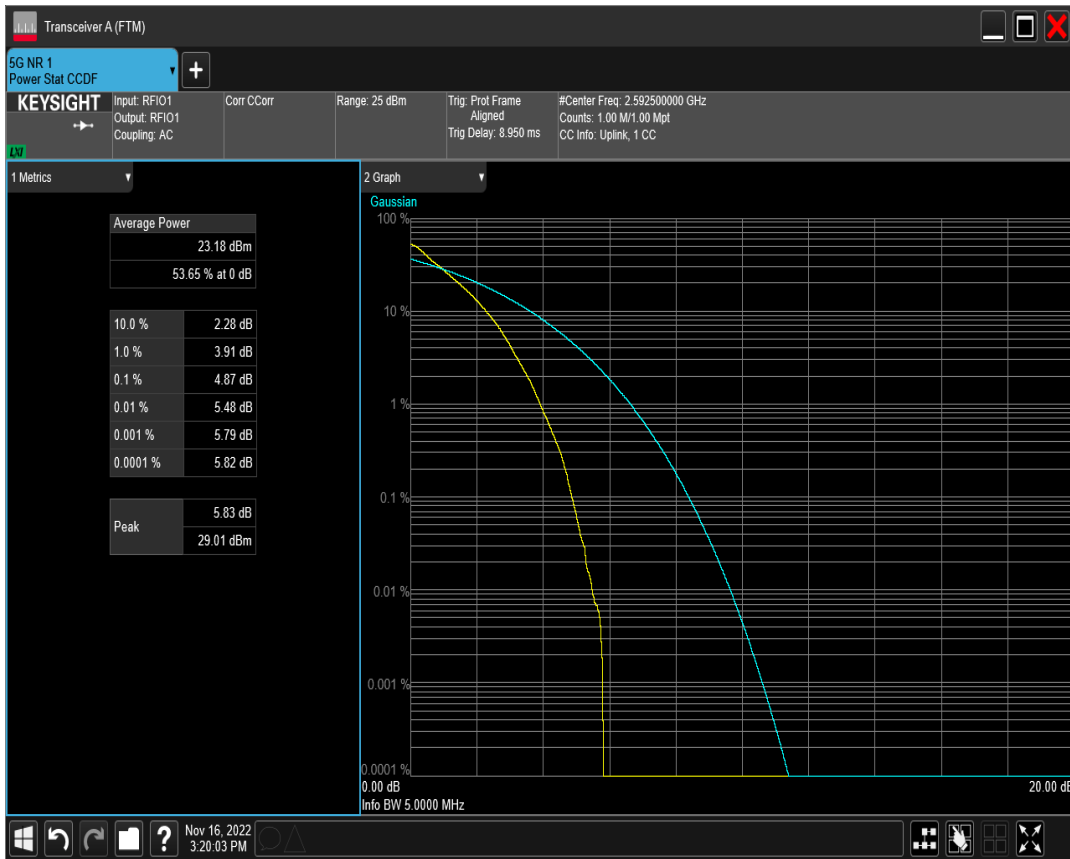 Transceiver A (FTM)
5G NR 1
Power Stat CCDF
+
KEYSIGHT
LXI
Input: RFIO1
Output: RFIO1
Coupling: AC
Corr CCorr
Range: 25 dBm
Trig: Prot Frame
Aligned
Trig Delay: 8.950 ms
#Center Freq: 2.592500000 GHz
Counts: 1.00 M/1.00 Mpt
CC Info: Uplink, 1 CC
1 Metrics
Average Power
23.18 dBm
53.65 % at 0 dB
10.0 % 2.28 dB
1.0 % 3.91 dB
0.1 % 4.87 dB
0.01 % 5.48 dB
0.001 % 5.79 dB
0.0001 % 5.82 dB
Peak
5.83 dB
29.01 dBm
2 Graph
Gaussian
100 %
10 %
1 %
0.1 %
0.01 %
0.001 %
0.0001 %
0.00 dB
20.00 dB
Info BW 5.0000 MHz
?
Nov 16, 2022
3:20:03 PM